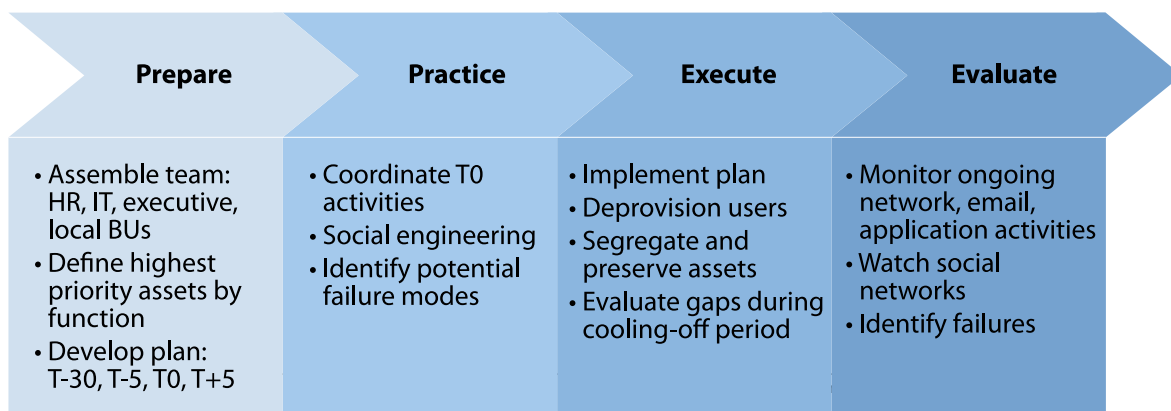 Prepare
Practice
Execute
Evaluate
• Assemble team:
HR, IT, executive,
local BUs
• Define highest
priority assets by
function
• Develop plan:
T-30, T-5, T0, T+5
• Coordinate T0
activities
• Social engineering
• Identify potential
failure modes
• Implement plan
• Deprovision users
• Segregate and
preserve assets
• Evaluate gaps during
cooling-off period
• Monitor ongoing
network, email,
application activities
• Watch social
networks
• Identify failures